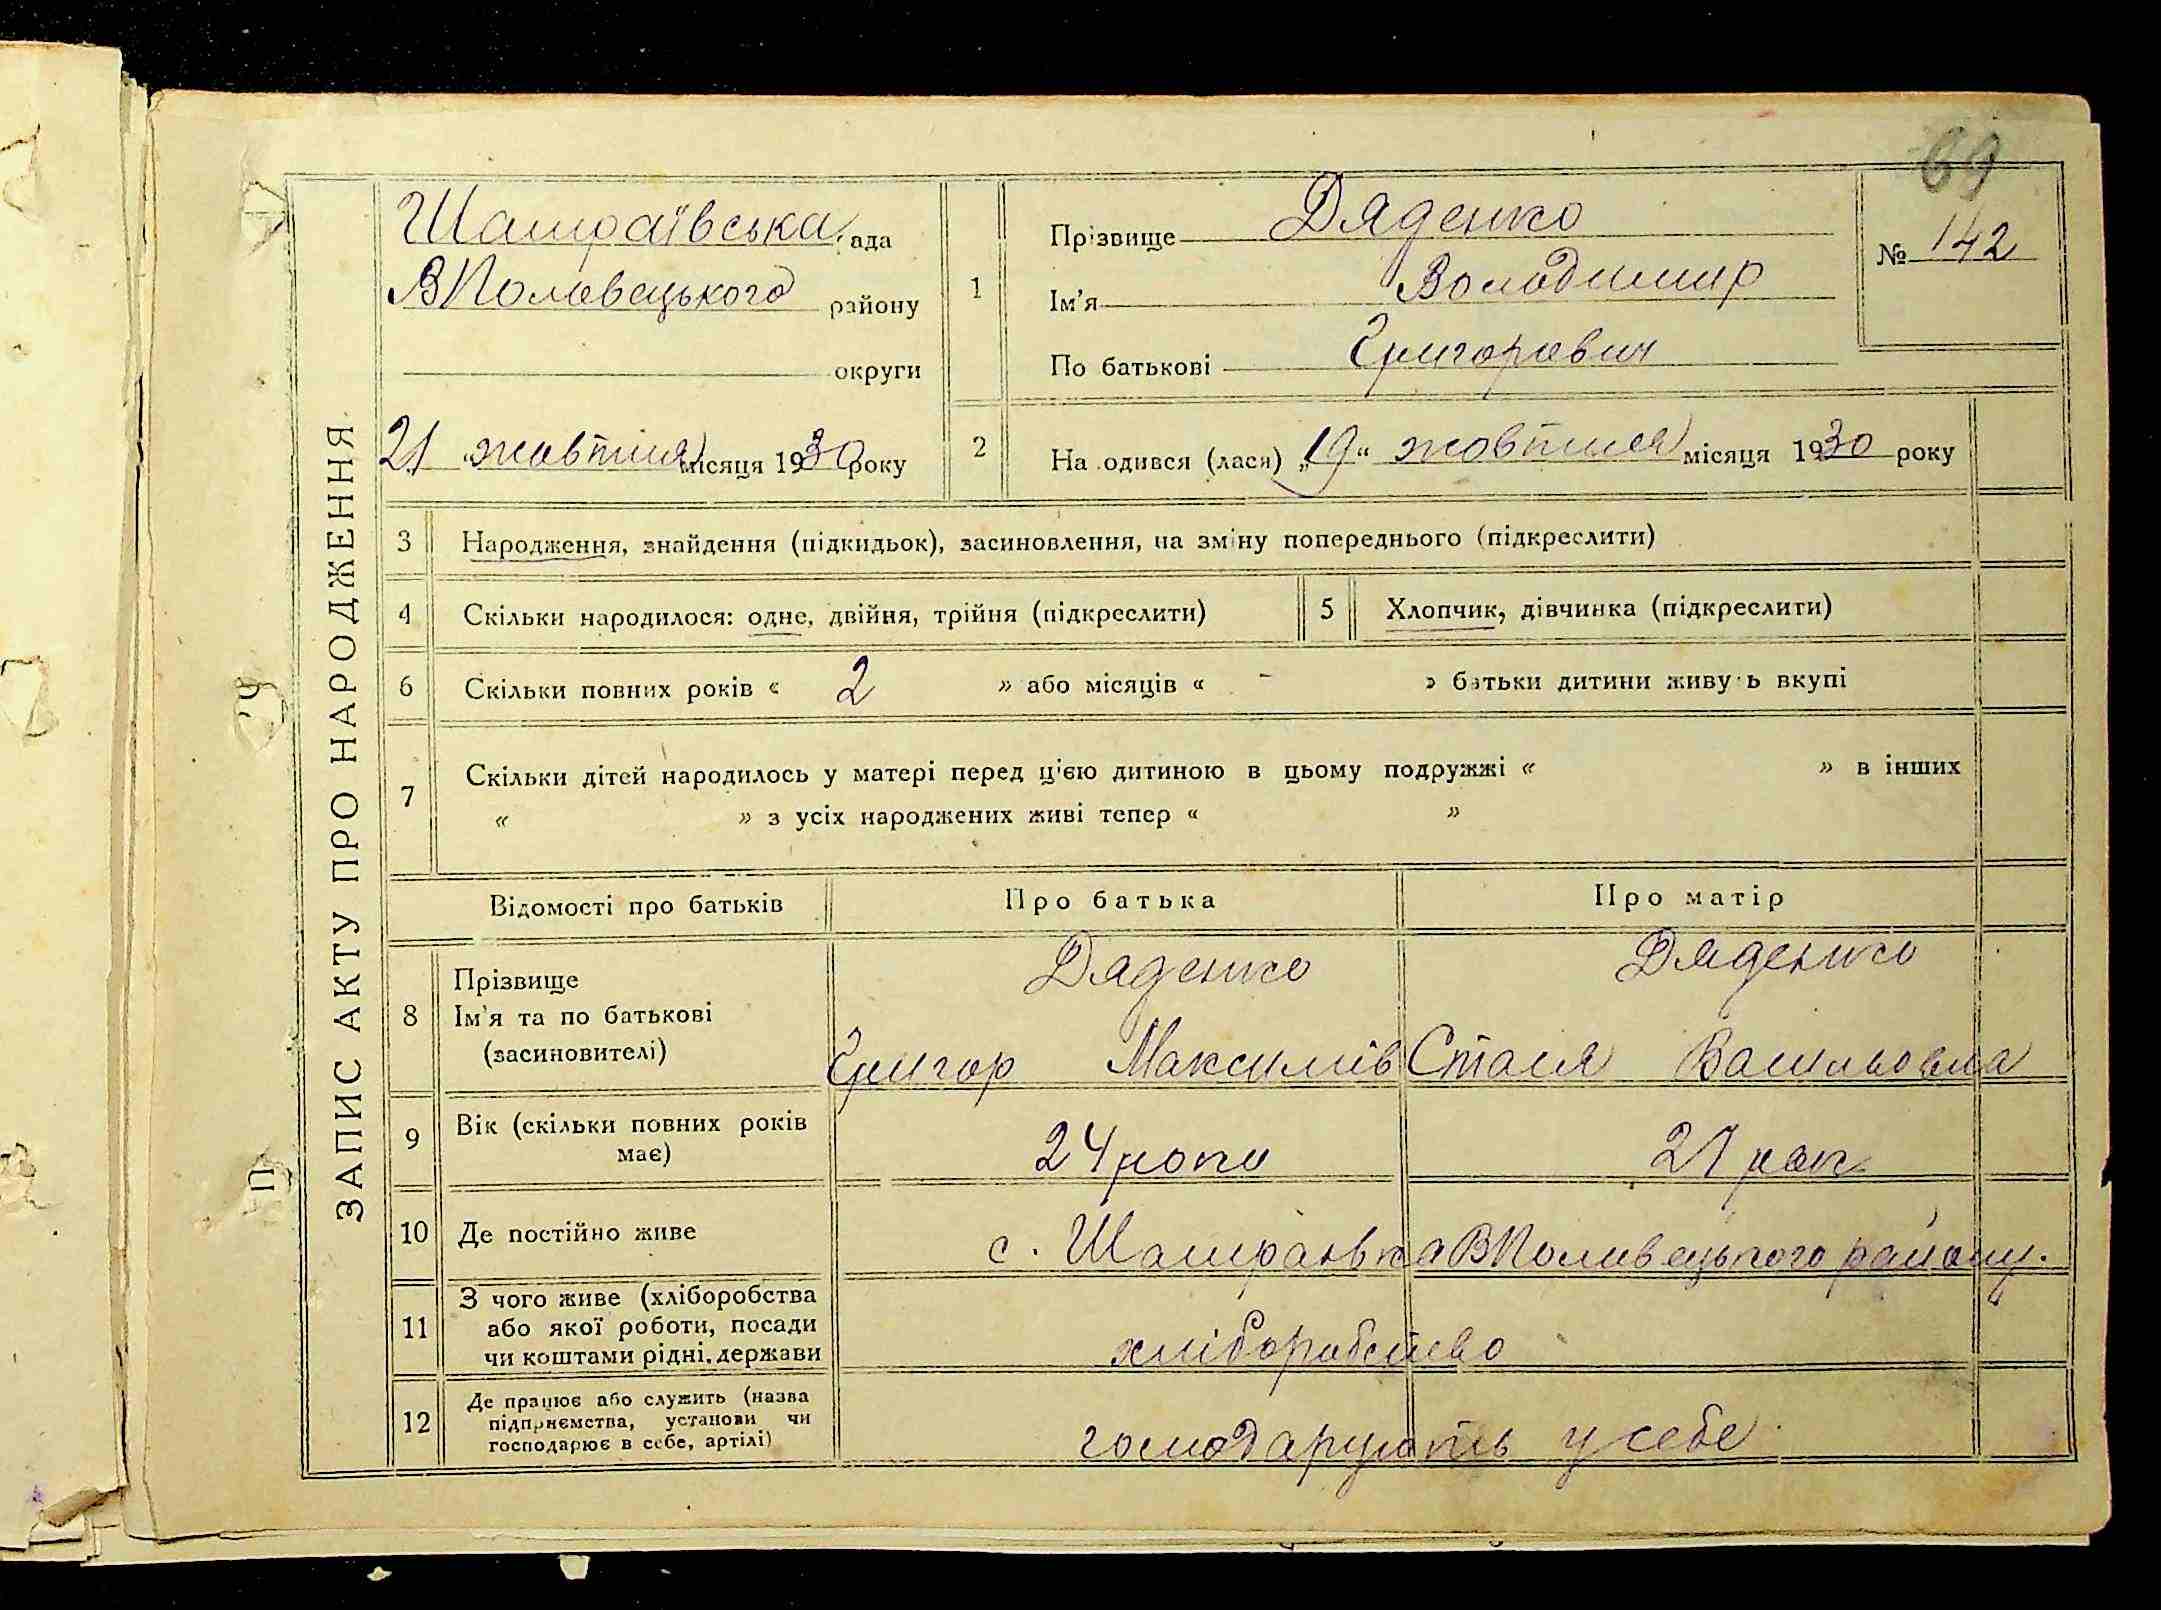 69
ЗАПИС АКТУ ПРО НАРОДЖЕННЯ
Шамраївська рада
ВПоловецького району
округи
21 „жовтня місяця 1930 року
1
Прізвище Дяденко
Ім'я Володимир
По батькові Григорович
№ 142
2
На одився (лася) „19“ жовтня місяця 1930 року
3 Народження, знайдення (підкидьок), засиновлення, на зміну попереднього (підкреслити)
4 Скільки народилося: одне, двійня, трійня (підкреслити)
5 Хлопчик, дівчинка (підкреслити)
6 Скільки повних років « 2 » або місяців « - » батьки дитини живуть вкупі
7 Скільки дітей народилось у матері перед цією дитиною в цьому подружжі « » в інших
« » з усіх народжених живі тепер « »
Відомості про батьків Про батька Про матір
8 Прізвище
Ім'я та по батькові
(засиновителі)
Дяденко
Григор Максимів
Дяденко
Стася Васильовна
9 Вік (скільки повних років
має)
24 роки
21 рак
10 Де постійно живе
с. Шамраївка ВПоловецького району.
11 З чого живе (хліборобства
або якої роботи, посади
чи коштами рідні, держави
хліборобство
12 Де працює або служить (назва
підприємства, установи чи
господарює в себе, артілі)
господарують у себе